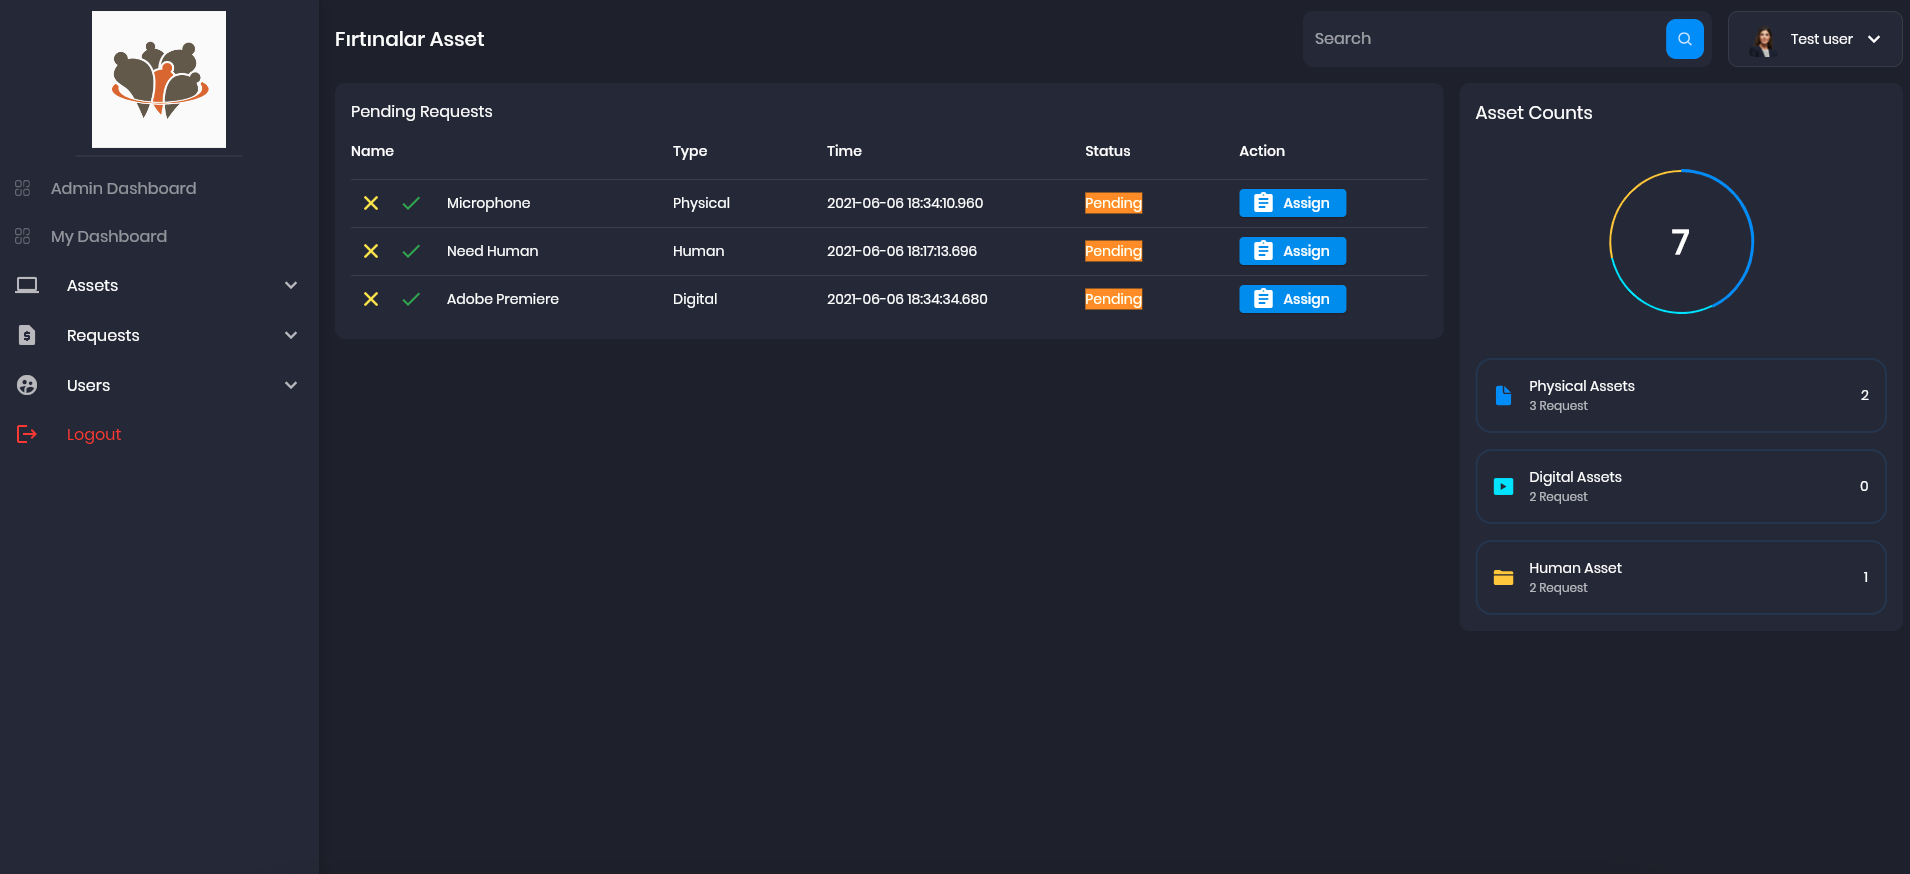 Fırtınalar Asset
Search
Test user
Admin Dashboard
My Dashboard
Assets
Requests
Users
Logout
Pending Requests
Name Type Time Status Action
Microphone Physical 2021-06-06 18:34:10.960 Pending Assign
Need Human Human 2021-06-06 18:17:13.696 Pending Assign
Adobe Premiere Digital 2021-06-06 18:34:34.680 Pending Assign
Asset Counts
7
Physical Assets 2
3 Request
Digital Assets 0
2 Request
Human Asset 1
2 Request